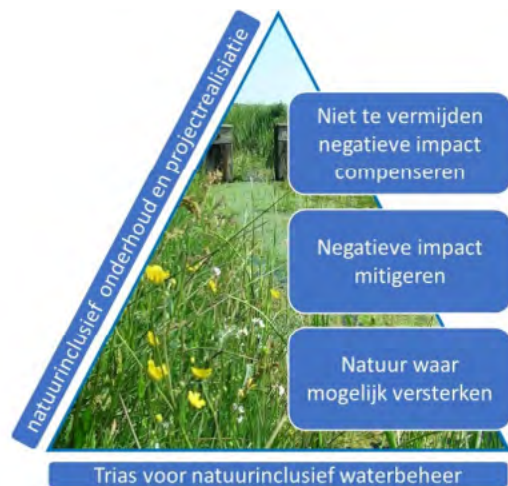 natuurinclusief onderhoud en projectrealisiatie
Niet te vermijden
negatieve impact
compenseren
Negatieve impact
mitigeren
Natuur waar
mogelijk versterken
Trias voor natuurinclusief waterbeheer